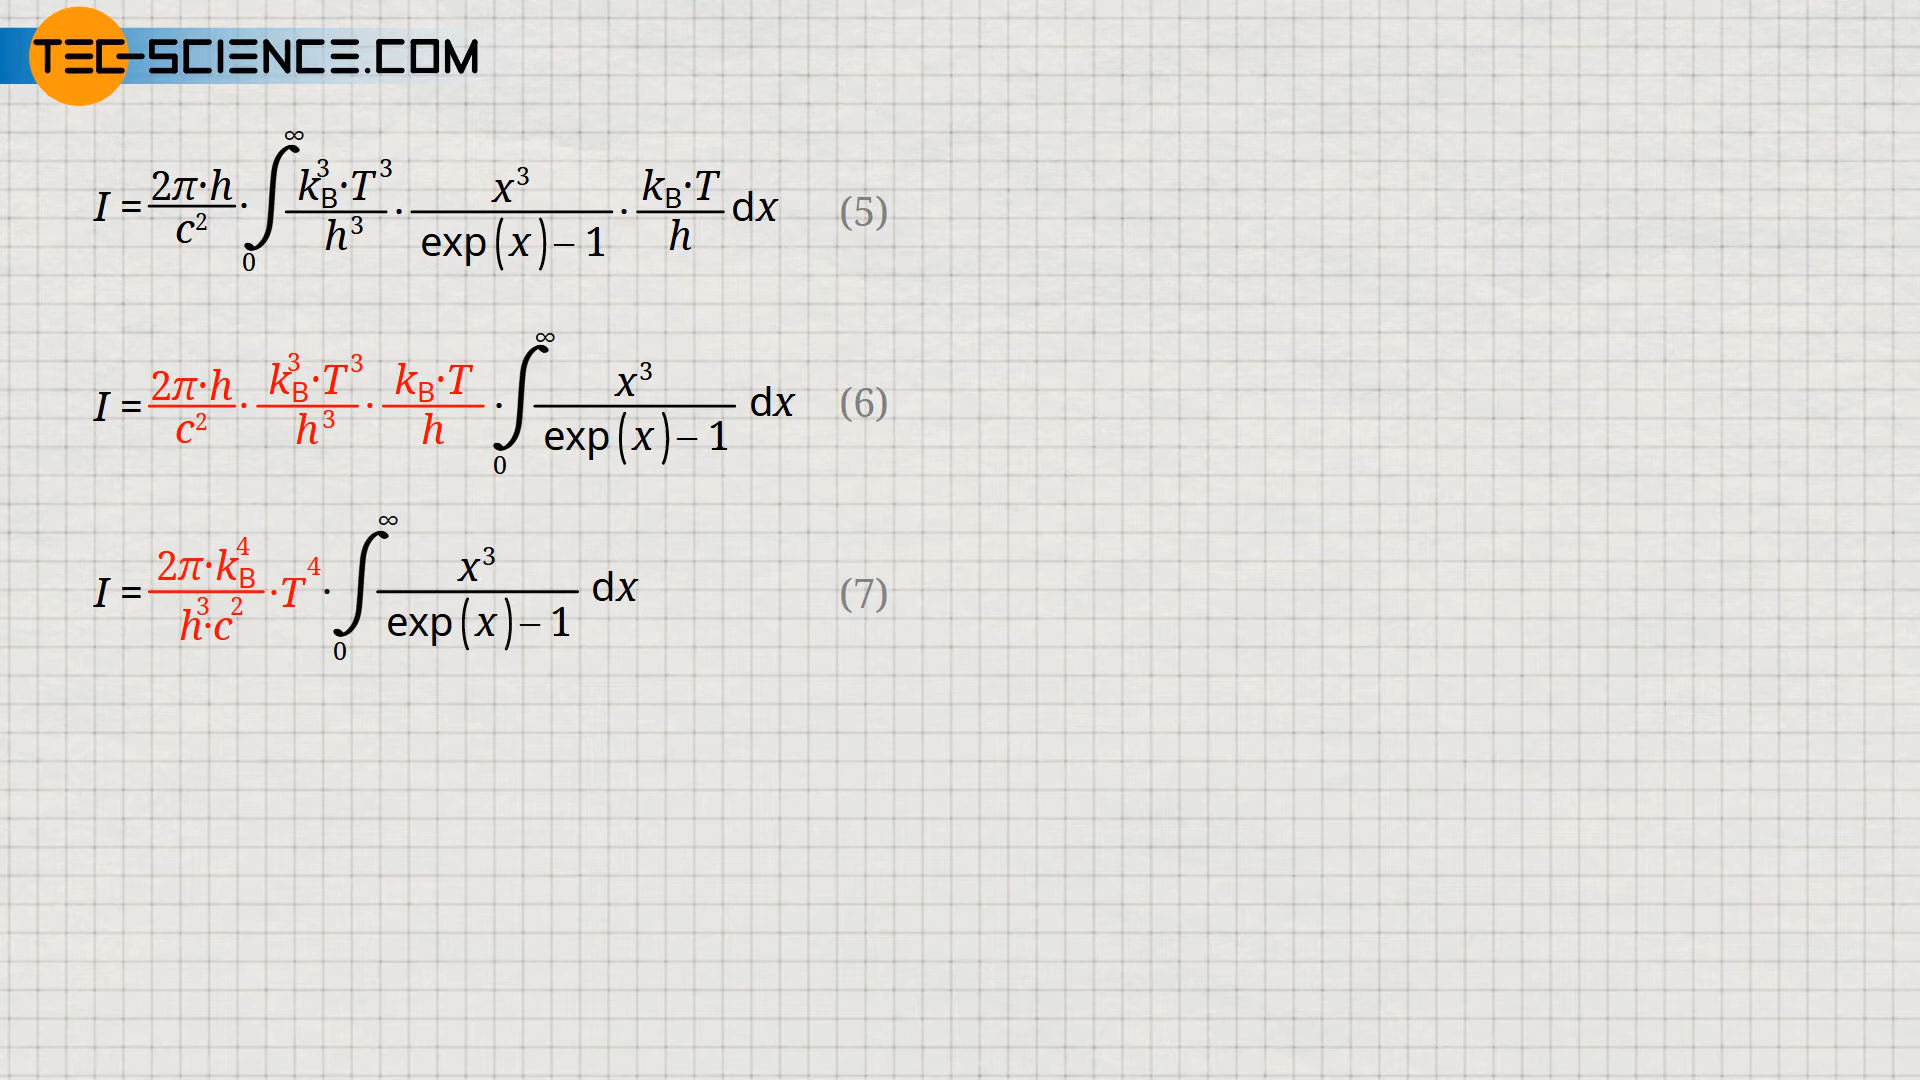 TEC-SCIENCE.COM
I = 2π·h/c² · ∫₀^∞ k_B³·T³/h³ · x³/(exp(x) – 1) · k_B·T/h dx (5)
I = 2π·h/c² · k_B³·T³/h³ · k_B·T/h · ∫₀^∞ x³/(exp(x) – 1) dx (6)
I = 2π·k_B⁴/(h³·c²) · T⁴ · ∫₀^∞ x³/(exp(x) – 1) dx (7)